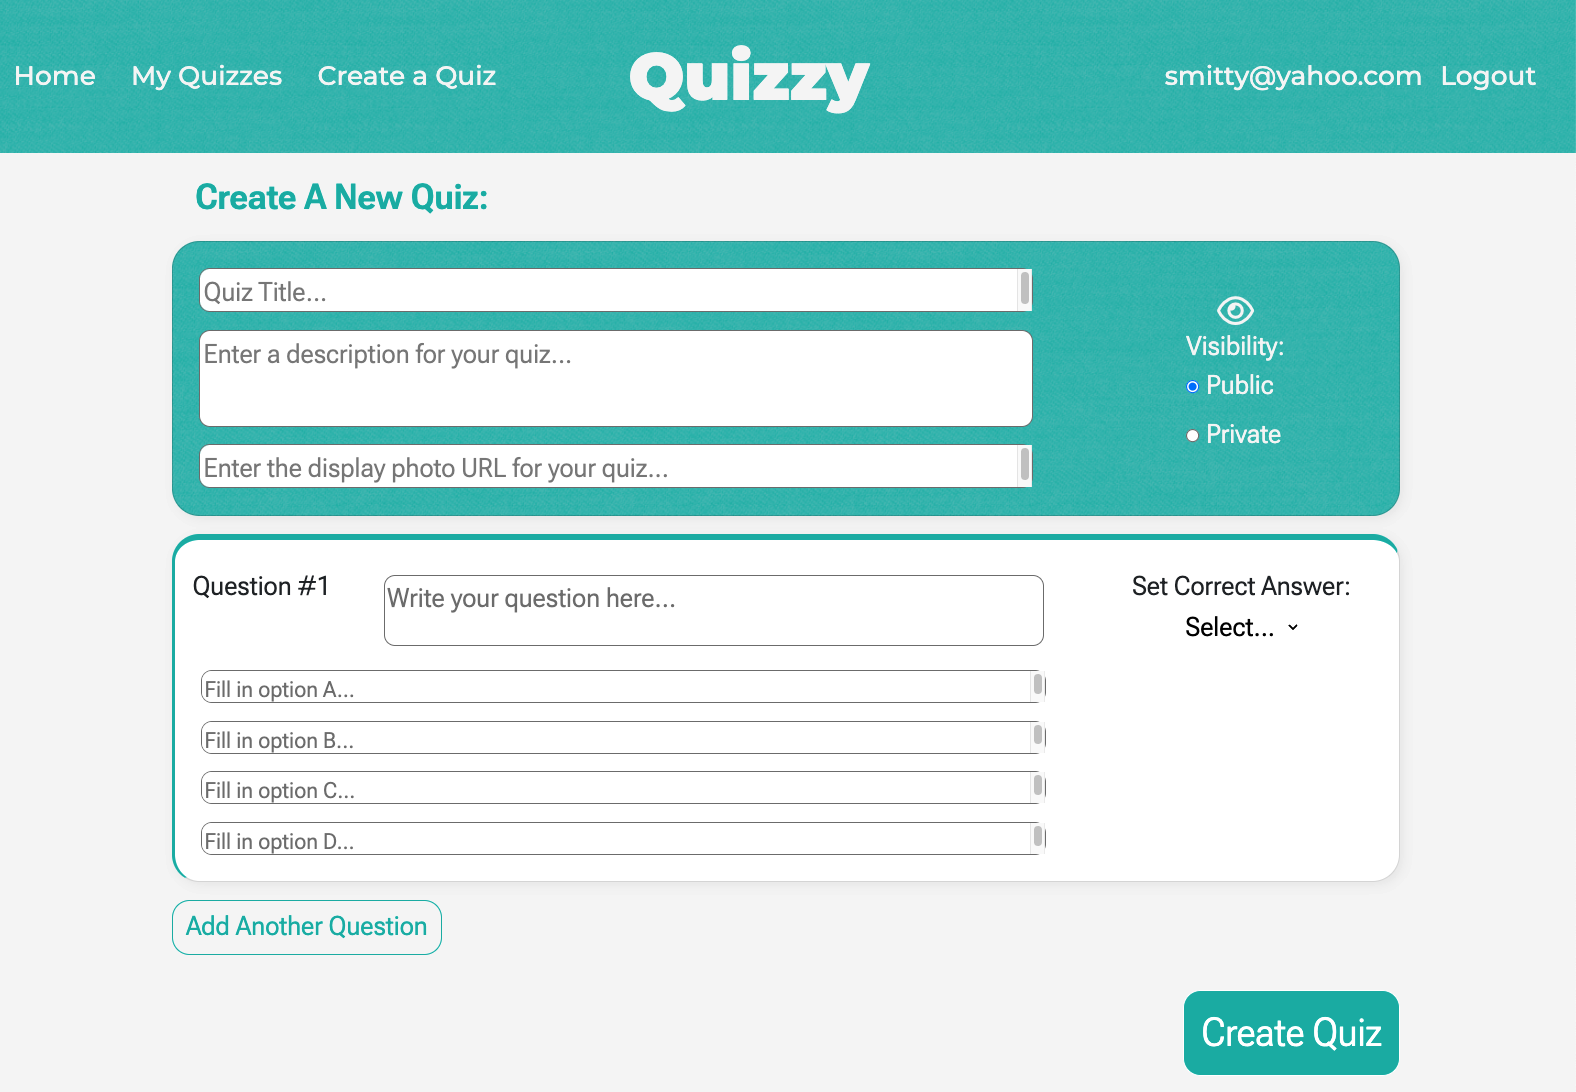 Home My Quizzes Create a Quiz Quizzy smitty@yahoo.com Logout
Create A New Quiz:
Quiz Title...
Enter a description for your quiz...
Enter the display photo URL for your quiz...
Visibility:
Public
Private
Question #1
Write your question here...
Set Correct Answer:
Select...
Fill in option A...
Fill in option B...
Fill in option C...
Fill in option D...
Add Another Question
Create Quiz